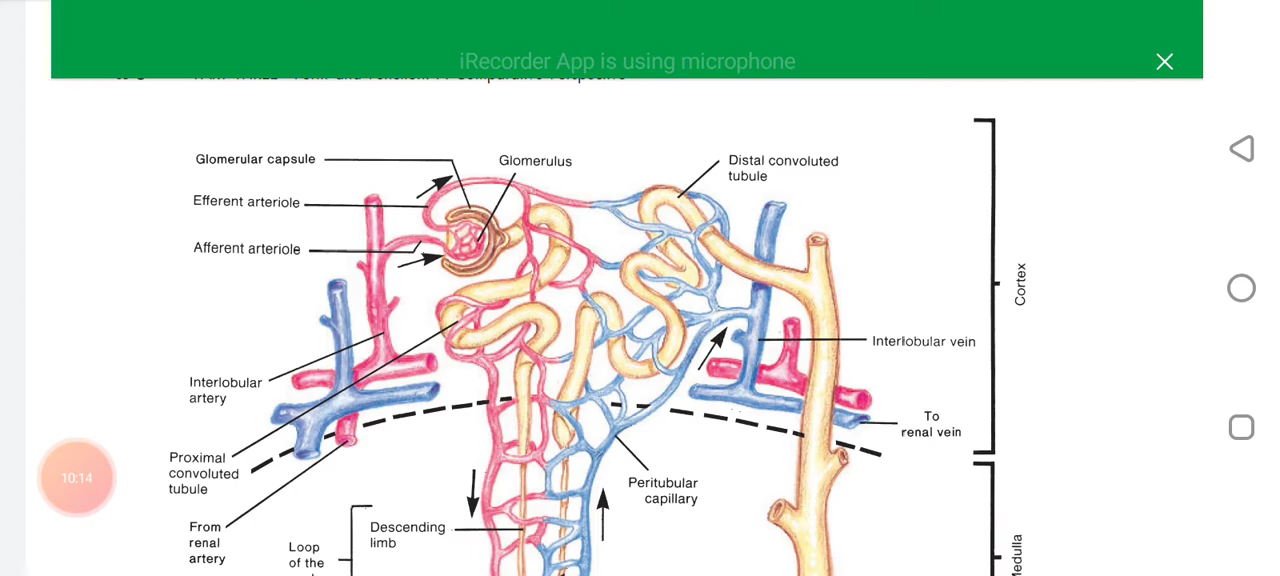 iRecorder App is using microphone
Glomerular capsule
Glomerulus
Distal convoluted
tubule
Efferent arteriole
Afferent arteriole
Cortex
Interlobular vein
Interlobular
artery
To
renal vein
Proximal
convoluted
tubule
10:14
Peritubular
capillary
From
renal
artery
Descending
limb
Loop
of the
Medulla